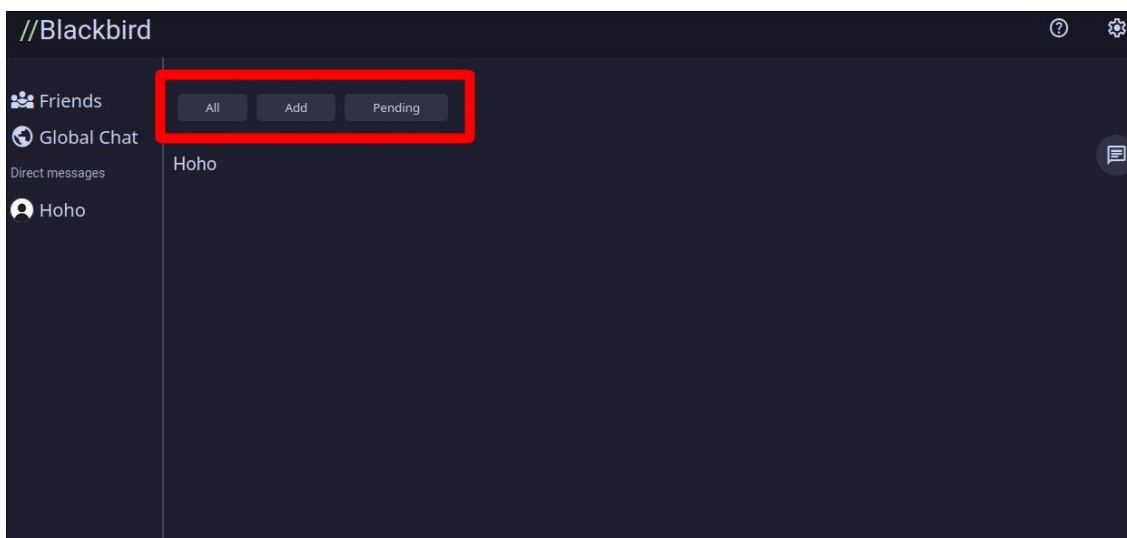 //Blackbird
Friends
Global Chat
Direct messages
Hoho
All Add Pending
Hoho